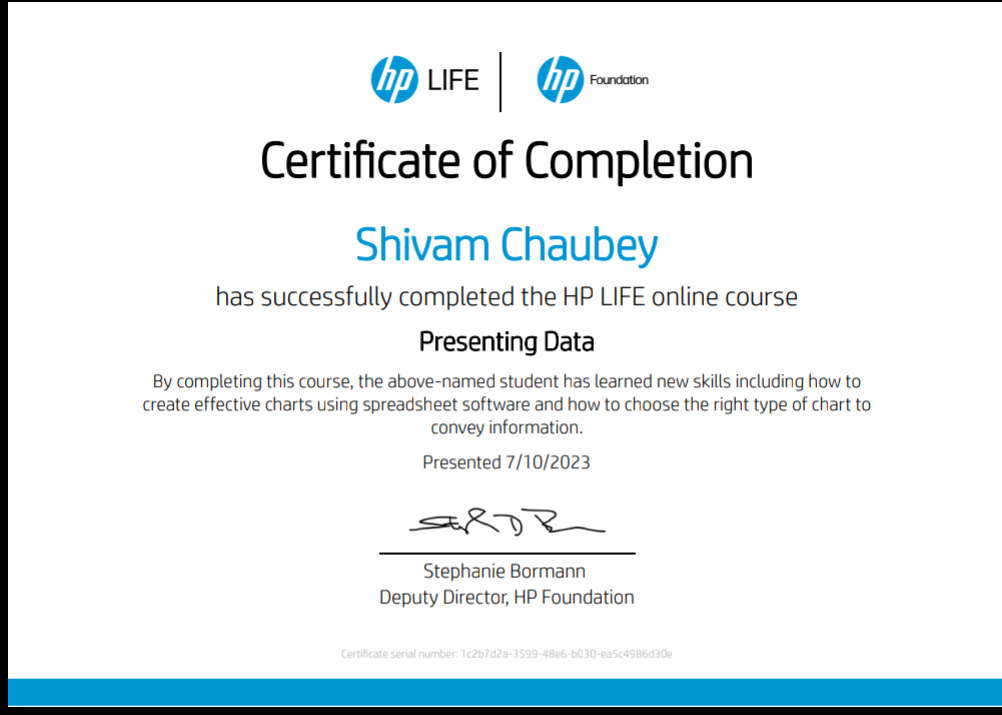 hp LIFE hp Foundation
Certificate of Completion
Shivam Chaubey
has successfully completed the HP LIFE online course
Presenting Data
By completing this course, the above-named student has learned new skills including how to
create effective charts using spreadsheet software and how to choose the right type of chart to
convey information.
Presented 7/10/2023
Stephanie Bormann
Deputy Director, HP Foundation
Certificate serial number: 1c2b7d2a-3599-48e6-b030-ea5c4986d30e